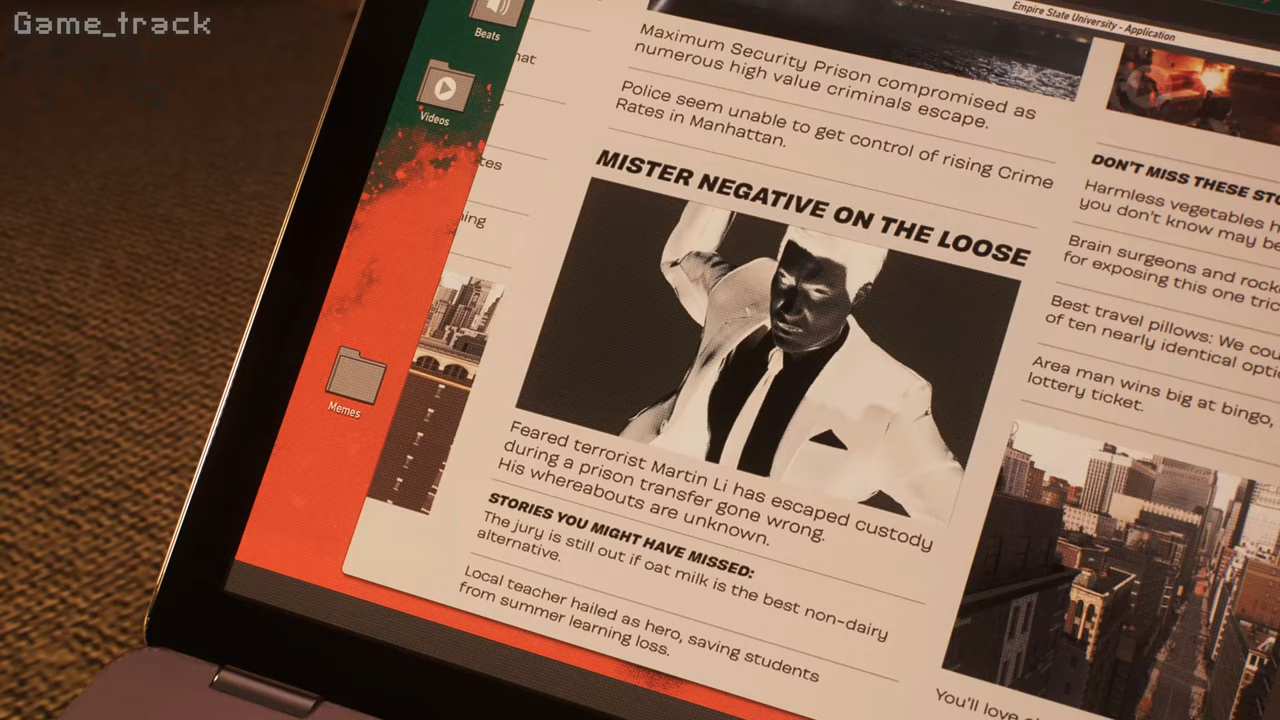 Game_track
Beats
Videos
Memes
Empire State University - Application
Maximum Security Prison compromised as
numerous high value criminals escape.
Police seem unable to get control of rising Crime
Rates in Manhattan.
MISTER NEGATIVE ON THE LOOSE
Feared terrorist Martin Li has escaped custody
during a prison transfer gone wrong.
His whereabouts are unknown.
STORIES YOU MIGHT HAVE MISSED:
The jury is still out if oat milk is the best non-dairy
alternative.
Local teacher hailed as hero, saving students
from summer learning loss.
DON'T MISS THESE
Harmless vegetables
you don't know may be
Brain surgeons and
for exposing this one
Best travel pillows: We
of ten nearly identical
Area man wins big at bingo,
lottery ticket.
You'll love